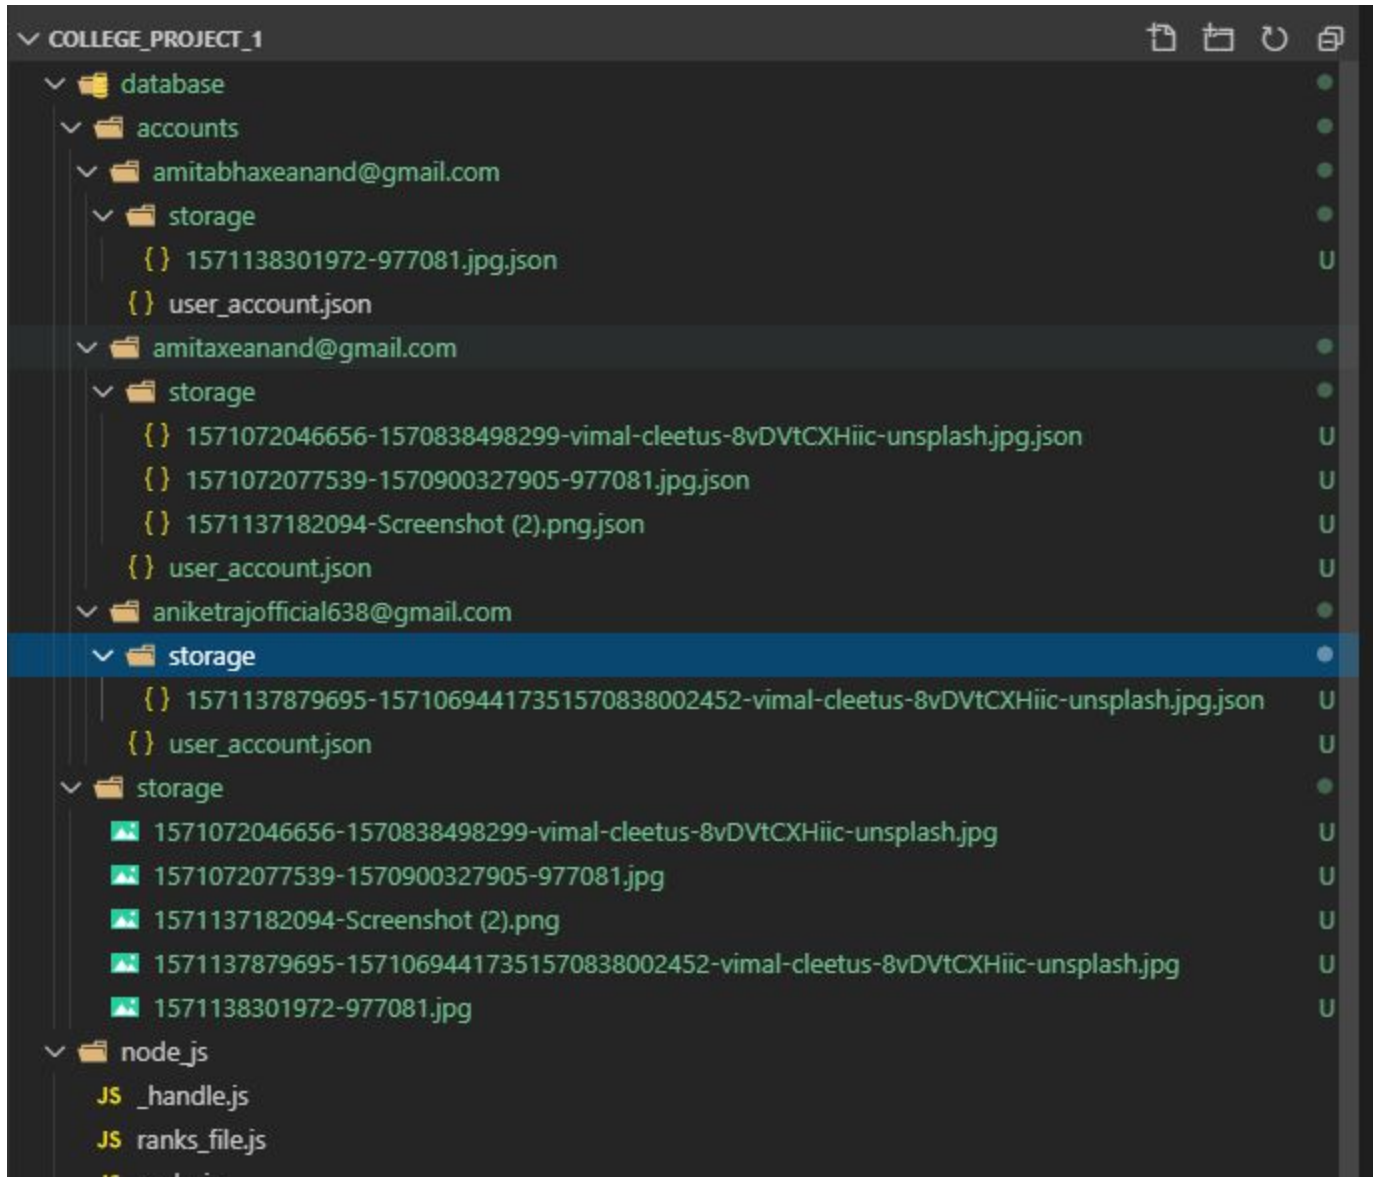 COLLEGE_PROJECT_1
database
accounts
amitabhaxeanand@gmail.com
storage
{} 1571138301972-977081.jpg.json U
{} user_account.json
amitaxeanand@gmail.com
storage
{} 1571072046656-1570838498299-vimal-cleetus-8vDVtCXHiic-unsplash.jpg.json U
{} 1571072077539-1570900327905-977081.jpg.json U
{} 1571137182094-Screenshot (2).png.json U
{} user_account.json U
aniketrajofficial638@gmail.com
storage
{} 1571137879695-15710694417351570838002452-vimal-cleetus-8vDVtCXHiic-unsplash.jpg.json U
{} user_account.json U
storage
1571072046656-1570838498299-vimal-cleetus-8vDVtCXHiic-unsplash.jpg U
1571072077539-1570900327905-977081.jpg U
1571137182094-Screenshot (2).png U
1571137879695-15710694417351570838002452-vimal-cleetus-8vDVtCXHiic-unsplash.jpg U
1571138301972-977081.jpg U
node_js
JS _handle.js
JS ranks_file.js